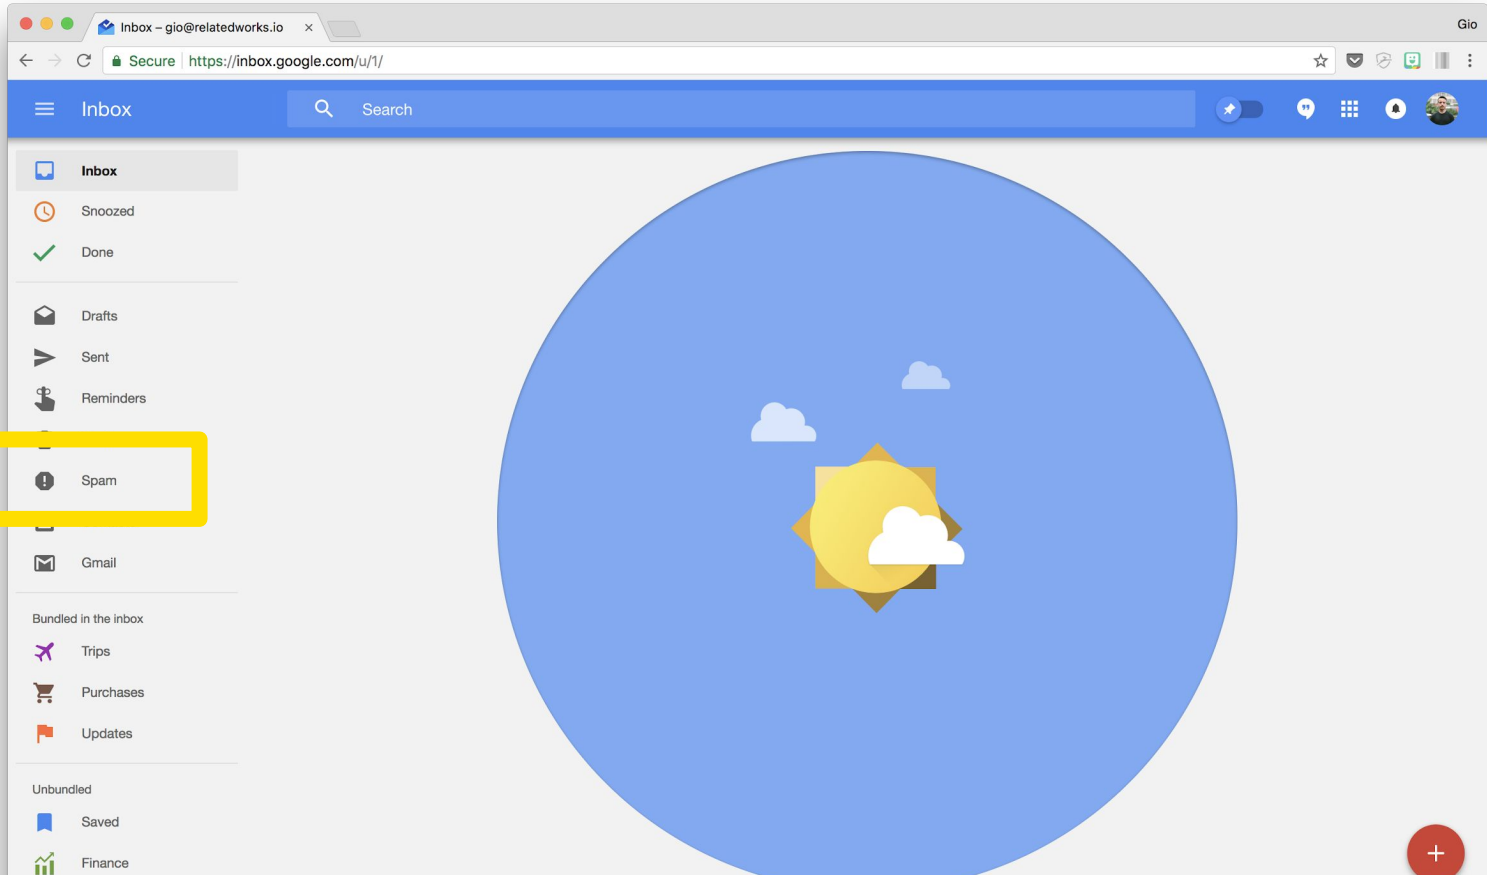 Inbox – gio@relatedworks.io
Gio
Secure https://inbox.google.com/u/1/
Inbox
Search
Inbox
Snoozed
Done
Drafts
Sent
Reminders
Spam
Gmail
Bundled in the inbox
Trips
Purchases
Updates
Unbundled
Saved
Finance